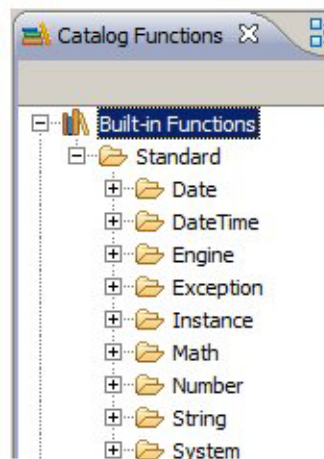 Catalog Functions
Built-in Functions
Standard
Date
DateTime
Engine
Exception
Instance
Math
Number
String
System